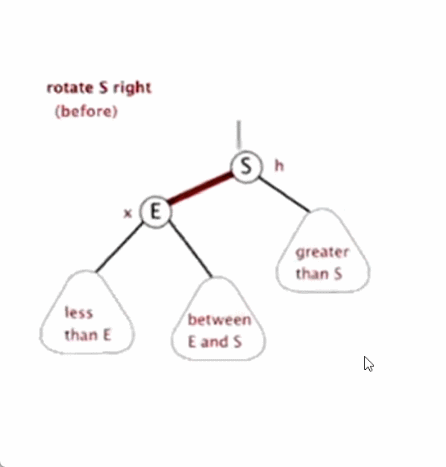 rotate S right
(before)
S h
x E
greater
than S
less
than E
between
E and S